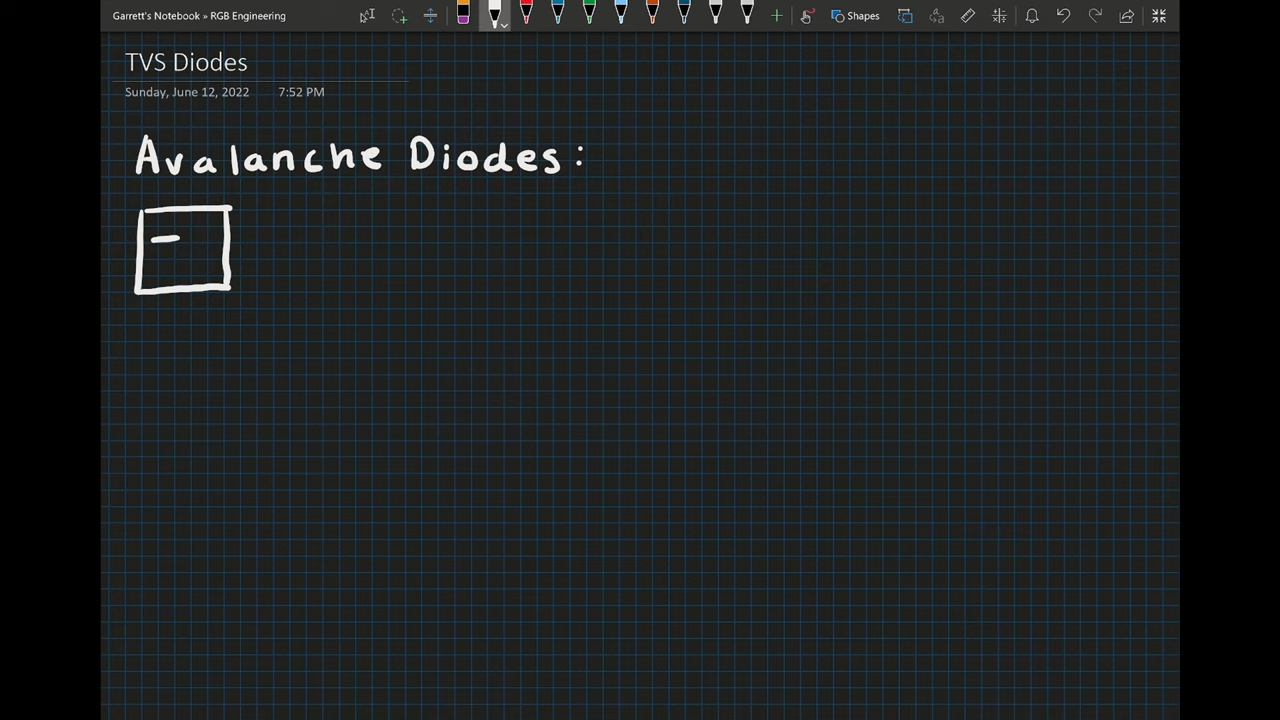 Garrett's Notebook » RGB Engineering
Shapes
TVS Diodes
Sunday, June 12, 2022 7:52 PM
Avalanche Diodes: